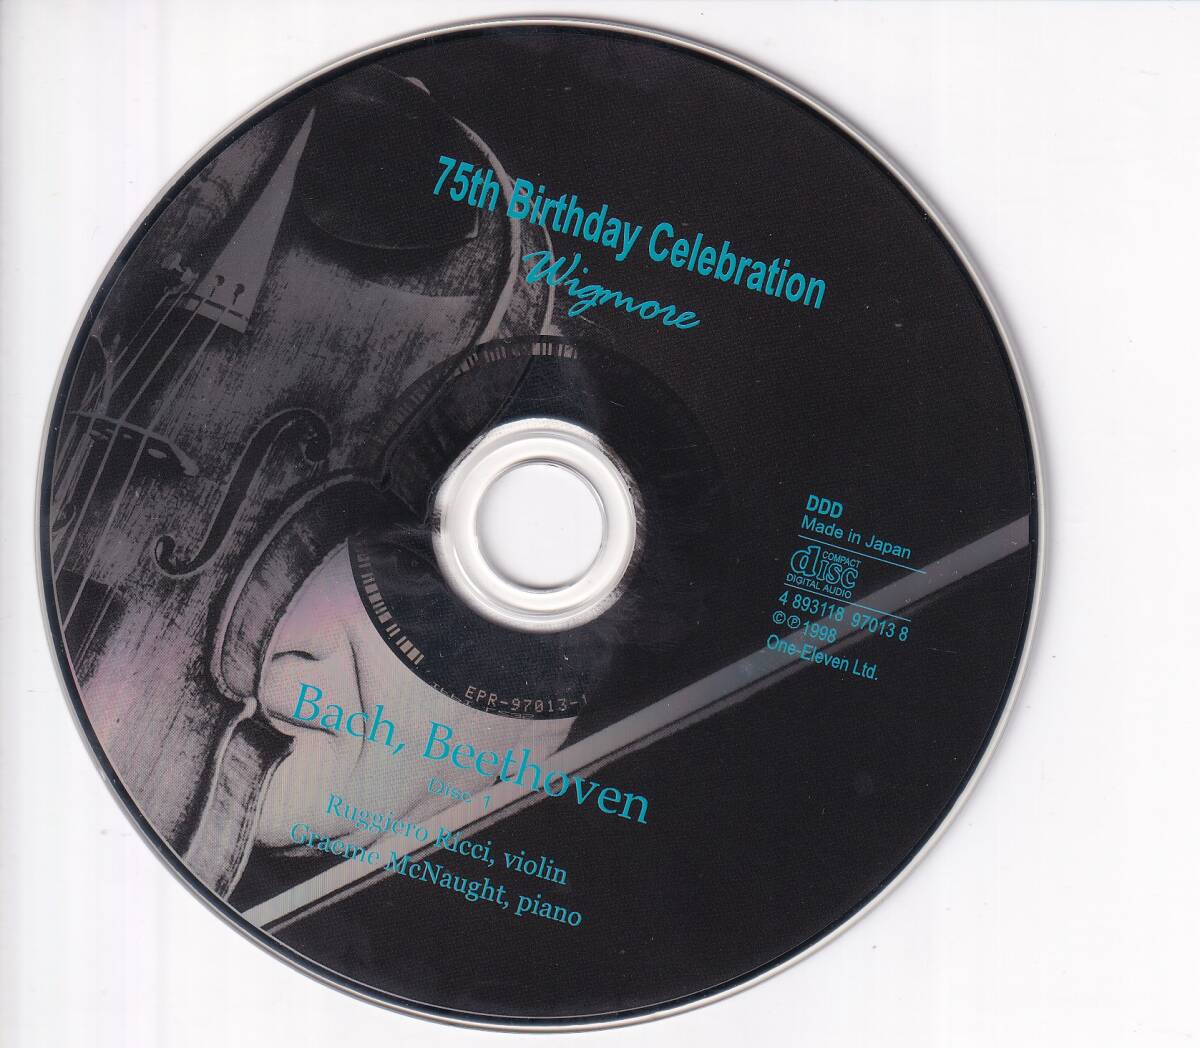 75th Birthday Celebration
Wigmore
DDD
Made in Japan
COMPACT
disc
DIGITAL AUDIO
4 893118 97013 8
©℗1998
One-Eleven Ltd.
EPR-97013-1
Bach, Beethoven
Disc 1
Ruggiero Ricci, violin
Graeme McNaught, piano